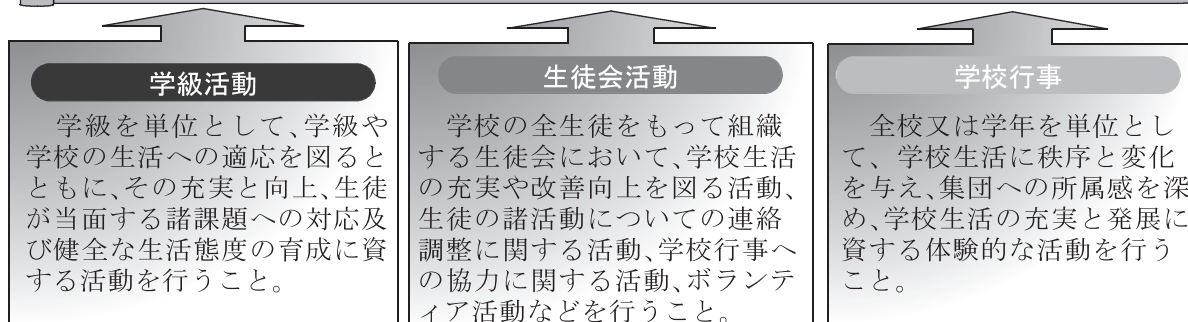 学級活動
学級を単位として、学級や
学校の生活への適応を図ると
ともに、その充実と向上、生徒
が当面する諸課題への対応及
び健全な生活態度の育成に資
する活動を行うこと。
生徒会活動
学校の全生徒をもって組織
する生徒会において、学校生活
の充実や改善向上を図る活動、
生徒の諸活動についての連絡
調整に関する活動、学校行事へ
の協力に関する活動、ボランテ
ィア活動などを行うこと。
学校行事
全校又は学年を単位とし
て、学校生活に秩序と変化
を与え、集団への所属感を深
め、学校生活の充実と発展に
資する体験的な活動を行う
こと。